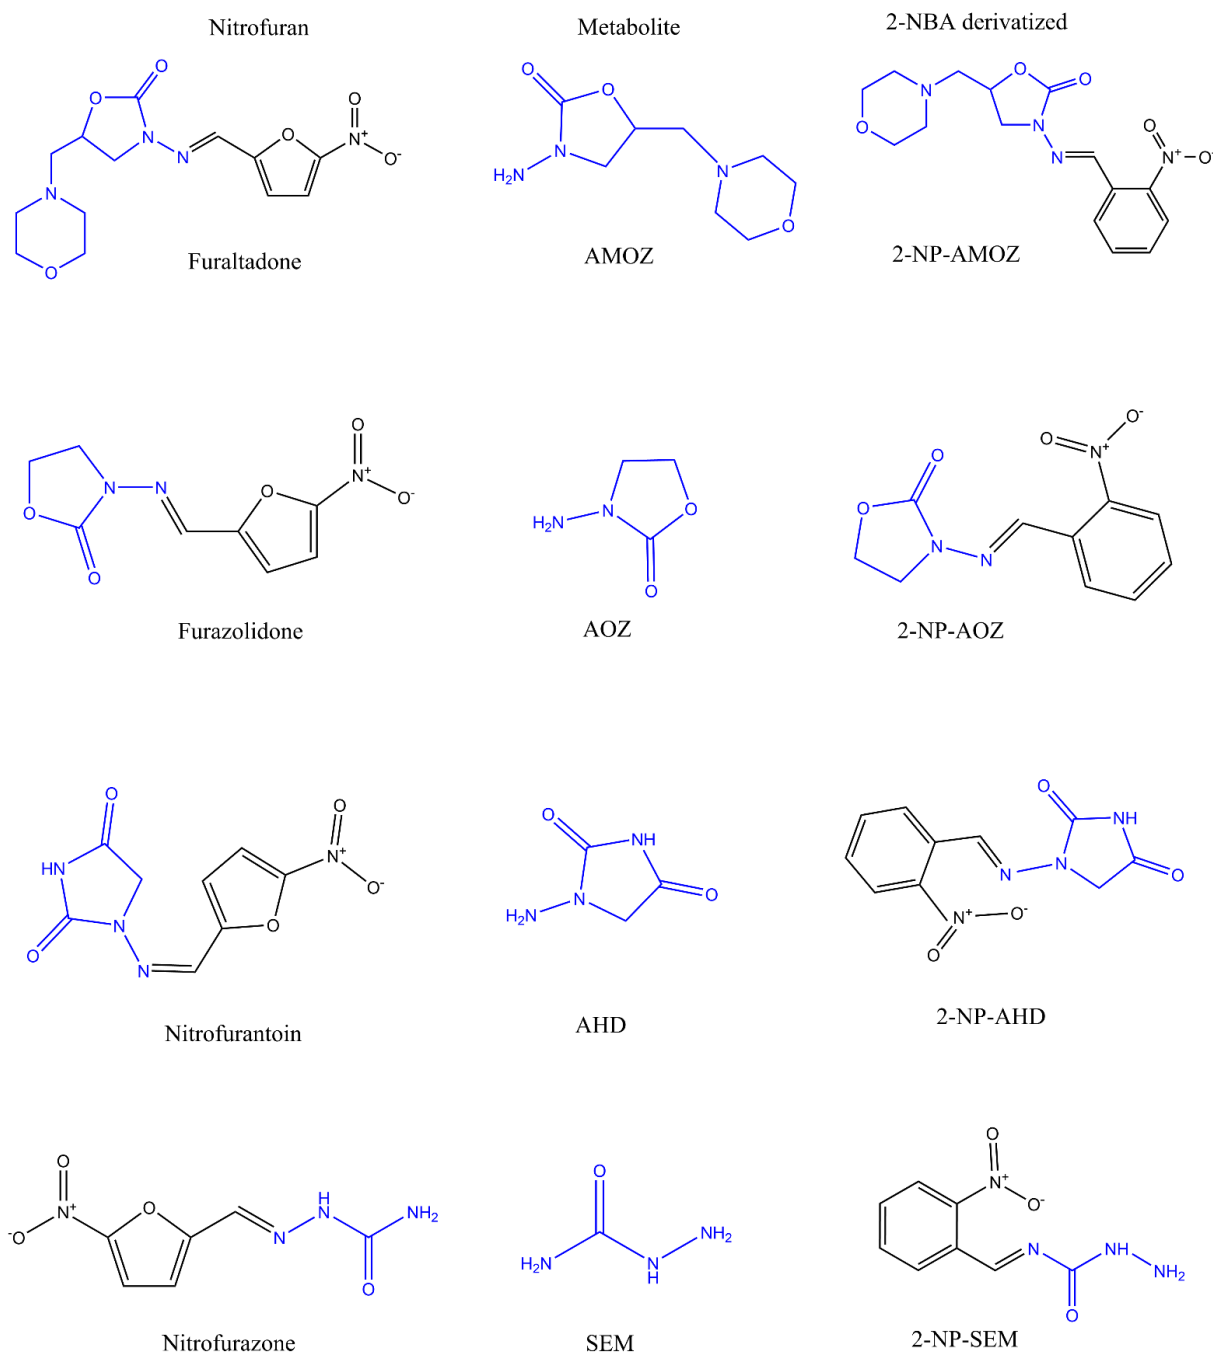 Nitrofuran
Metabolite
2-NBA derivatized
O
O
N
N
O
N+
O
O-
N
O
Furaltadone
O
O
N
H2N
N
O
AMOZ
O
O
N
O
N
N
O
N+
O-
2-NP-AMOZ
O
O
N
N
O
N+
O
O-
Furazolidone
H2N
N
O
O
AOZ
O
O
N
N
O
N+
O-
2-NP-AOZ
O
HN
O
N
N
O
N+
O
O-
Nitrofurantoin
O
NH
N
O
H2N
AHD
O
NH
N
N
O
N+
O-
O
2-NP-AHD
O
N+
-O
O
N
H
N
NH2
O
Nitrofurazone
O
H2N
N
H
NH2
SEM
O
N+
O-
N
NH
NH2
O
2-NP-SEM